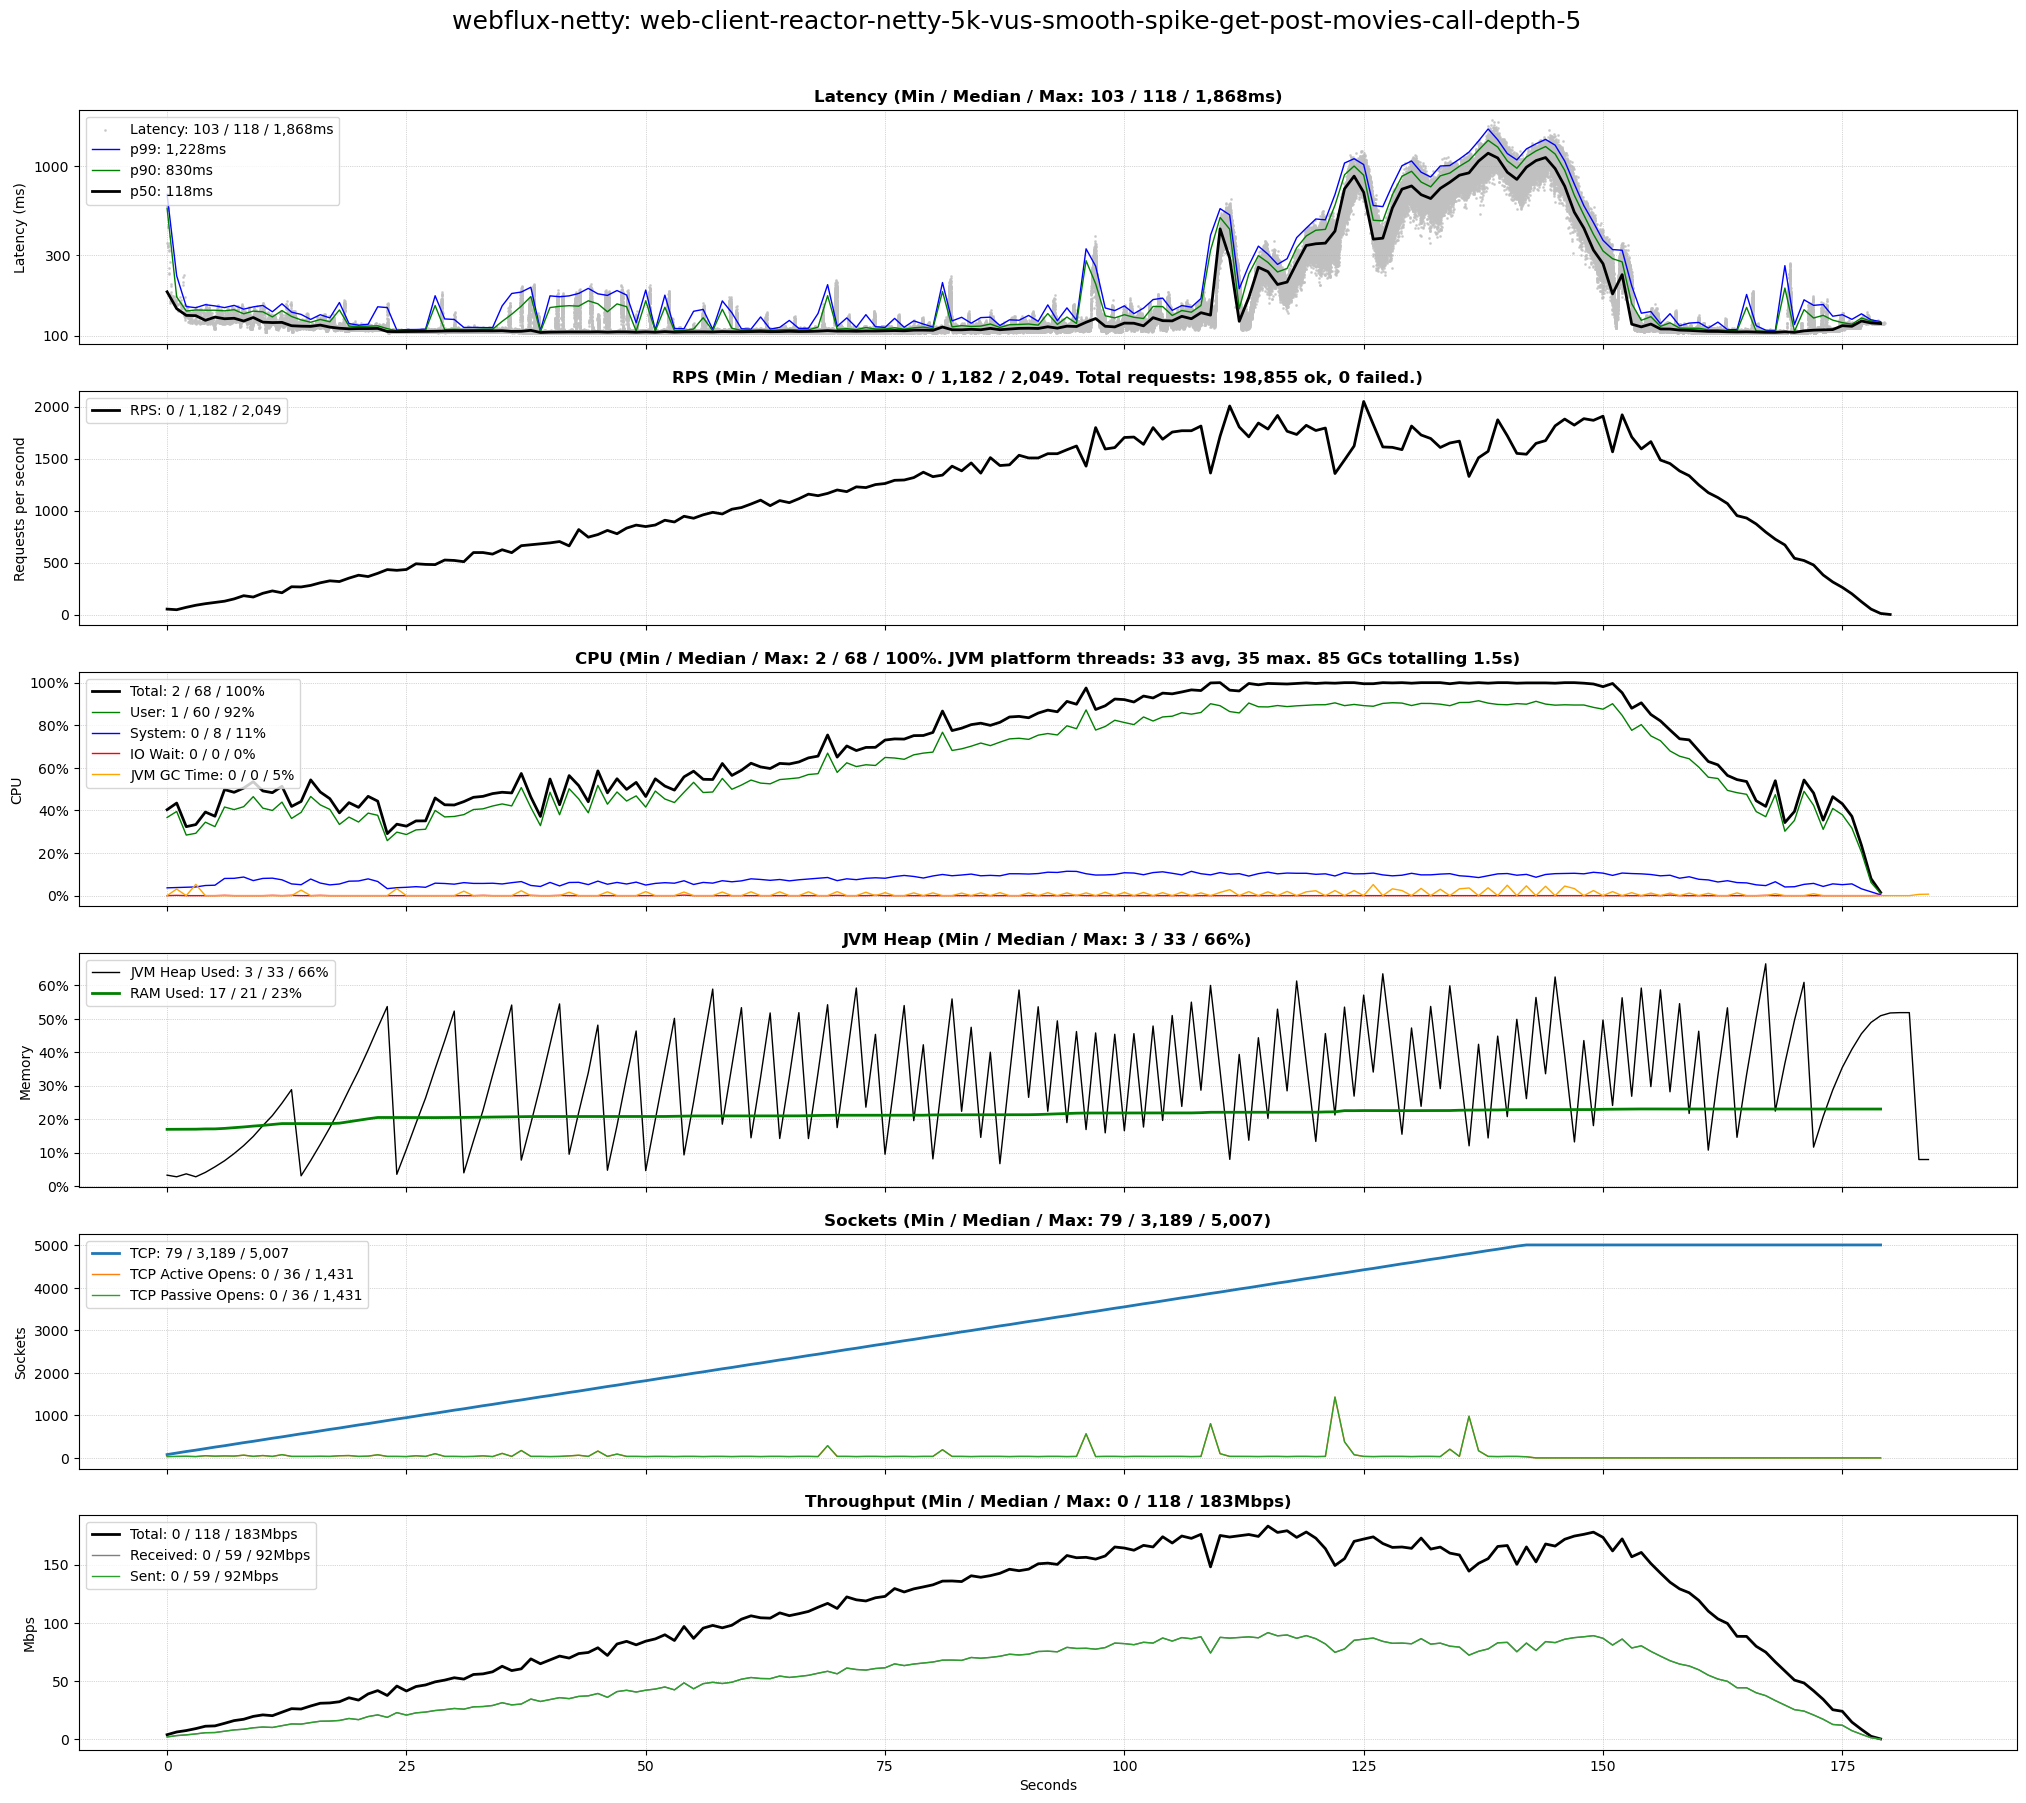 webflux-netty: web-client-reactor-netty-5k-vus-smooth-spike-get-post-movies-call-depth-5
Latency (Min / Median / Max: 103 / 118 / 1,868ms)
Latency: 103 / 118 / 1,868ms
p99: 1,228ms
p90: 830ms
p50: 118ms
Latency (ms)
1000
300
100
RPS (Min / Median / Max: 0 / 1,182 / 2,049. Total requests: 198,855 ok, 0 failed.)
RPS: 0 / 1,182 / 2,049
Requests per second
2000
1500
1000
500
0
CPU (Min / Median / Max: 2 / 68 / 100%. JVM platform threads: 33 avg, 35 max. 85 GCs totalling 1.5s)
Total: 2 / 68 / 100%
User: 1 / 60 / 92%
System: 0 / 8 / 11%
IO Wait: 0 / 0 / 0%
JVM GC Time: 0 / 0 / 5%
CPU
100%
80%
60%
40%
20%
0%
JVM Heap (Min / Median / Max: 3 / 33 / 66%)
JVM Heap Used: 3 / 33 / 66%
RAM Used: 17 / 21 / 23%
Memory
60%
50%
40%
30%
20%
10%
0%
Sockets (Min / Median / Max: 79 / 3,189 / 5,007)
TCP: 79 / 3,189 / 5,007
TCP Active Opens: 0 / 36 / 1,431
TCP Passive Opens: 0 / 36 / 1,431
Sockets
5000
4000
3000
2000
1000
0
Throughput (Min / Median / Max: 0 / 118 / 183Mbps)
Total: 0 / 118 / 183Mbps
Received: 0 / 59 / 92Mbps
Sent: 0 / 59 / 92Mbps
Mbps
150
100
50
0
0 25 50 75 100 125 150 175
Seconds